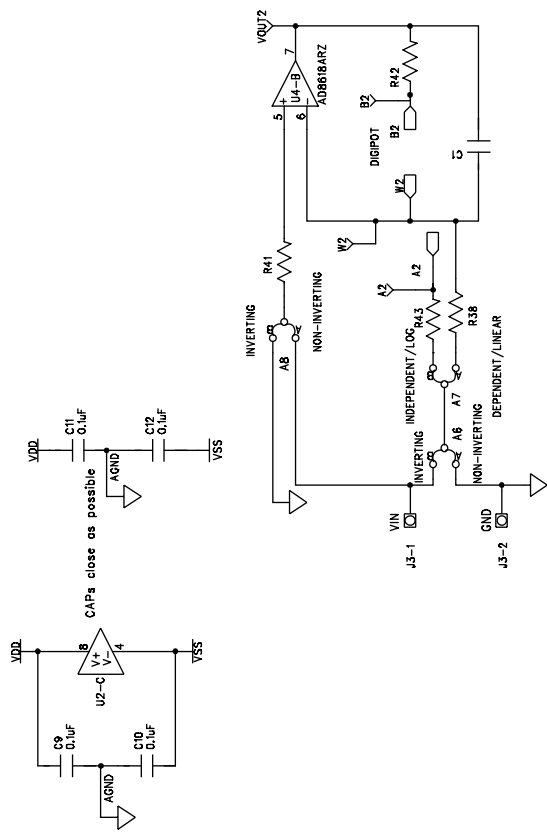 VDD
C9
0.1uF
AGND
C10
0.1uF
VSS
8
V+
V−
4
U2-C
CAPs close as possible
VDD
C11
0.1uF
AGND
C12
0.1uF
VSS
VOUT2
7
U4-B
AD8618ARZ
5
+
6
−
R42
B2
B2
DIGIPOT
W2
W2
C1
R41
INVERTING
A8
NON-INVERTING
A2
A2
R43
R38
INDEPENDENT/LOG
B
A
A7
DEPENDENT/LINEAR
INVERTING
B
A
A6
NON-INVERTING
VIN
J3-1
GND
J3-2